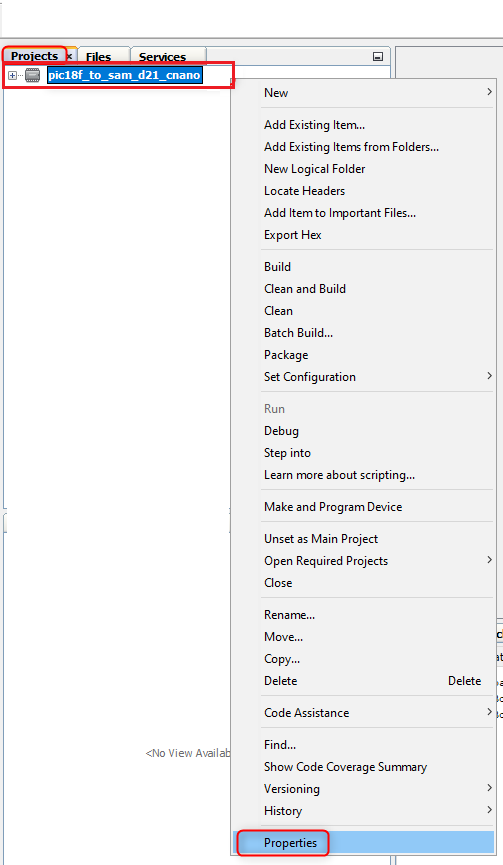 Projects × Files Services
pic18f_to_sam_d21_cnano
New
Add Existing Item...
Add Existing Items from Folders...
New Logical Folder
Locate Headers
Add Item to Important Files...
Export Hex
Build
Clean and Build
Clean
Batch Build...
Package
Set Configuration
Run
Debug
Step into
Learn more about scripting...
Make and Program Device
Unset as Main Project
Open Required Projects
Close
Rename...
Move...
Copy...
Delete Delete
Code Assistance
Find...
<No View Availab
Show Code Coverage Summary
Versioning
History
Properties